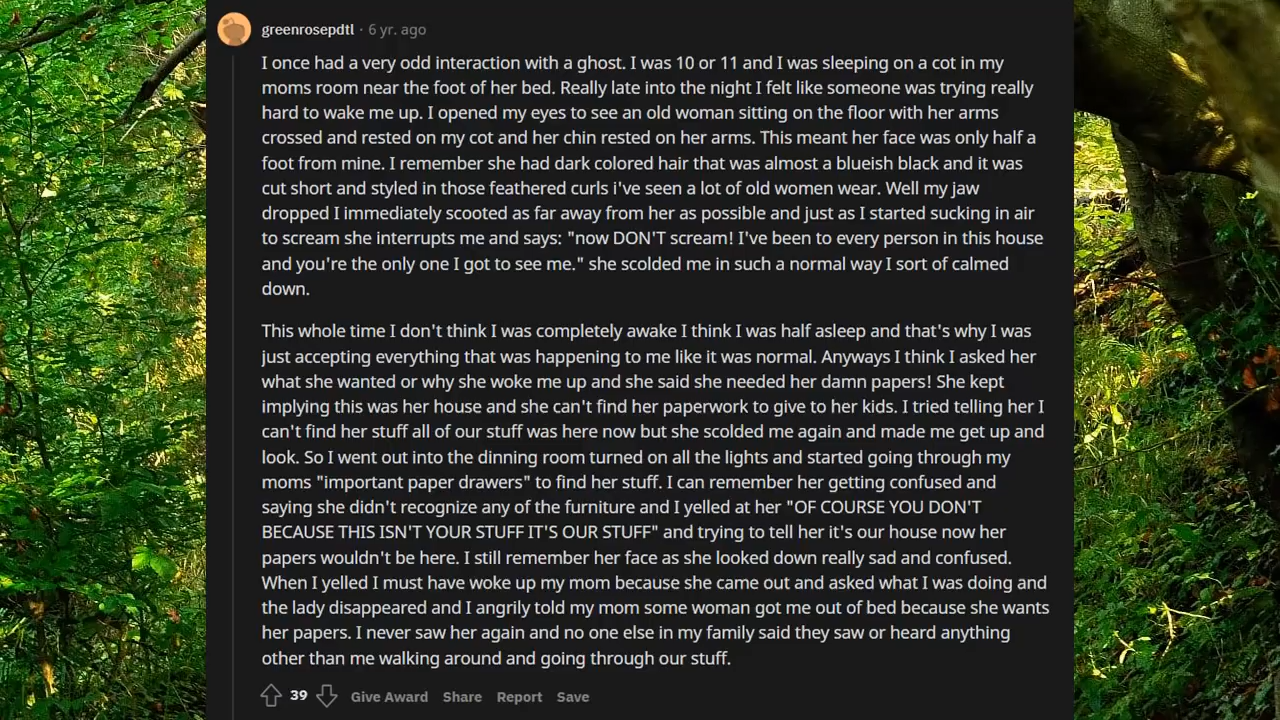 greenrosepdtl · 6 yr. ago
I once had a very odd interaction with a ghost. I was 10 or 11 and I was sleeping on a cot in my
moms room near the foot of her bed. Really late into the night I felt like someone was trying really
hard to wake me up. I opened my eyes to see an old woman sitting on the floor with her arms
crossed and rested on my cot and her chin rested on her arms. This meant her face was only half a
foot from mine. I remember she had dark colored hair that was almost a blueish black and it was
cut short and styled in those feathered curls i've seen a lot of old women wear. Well my jaw
dropped I immediately scooted as far away from her as possible and just as I started sucking in air
to scream she interrupts me and says: "now DON'T scream! I've been to every person in this house
and you're the only one I got to see me." she scolded me in such a normal way I sort of calmed
down.
This whole time I don't think I was completely awake I think I was half asleep and that's why I was
just accepting everything that was happening to me like it was normal. Anyways I think I asked her
what she wanted or why she woke me up and she said she needed her damn papers! She kept
implying this was her house and she can't find her paperwork to give to her kids. I tried telling her I
can't find her stuff all of our stuff was here now but she scolded me again and made me get up and
look. So I went out into the dinning room turned on all the lights and started going through my
moms "important paper drawers" to find her stuff. I can remember her getting confused and
saying she didn't recognize any of the furniture and I yelled at her "OF COURSE YOU DON'T
BECAUSE THIS ISN'T YOUR STUFF IT'S OUR STUFF" and trying to tell her it's our house now her
papers wouldn't be here. I still remember her face as she looked down really sad and confused.
When I yelled I must have woke up my mom because she came out and asked what I was doing and
the lady disappeared and I angrily told my mom some woman got me out of bed because she wants
her papers. I never saw her again and no one else in my family said they saw or heard anything
other than me walking around and going through our stuff.
39 Give Award Share Report Save